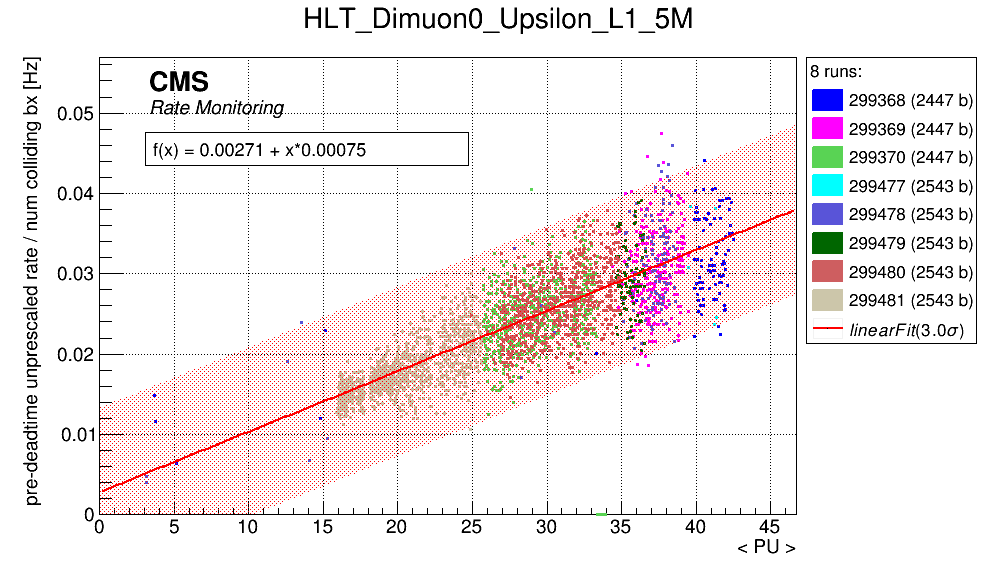 HLT_Dimuon0_Upsilon_L1_5M
pre-deadtime unprescaled rate / num colliding bx [Hz]
CMS
Rate Monitoring
f(x) = 0.00271 + x*0.00075
0.05
0.04
0.03
0.02
0.01
0
0 5 10 15 20 25 30 35 40 45
< PU >
8 runs:
299368 (2447 b)
299369 (2447 b)
299370 (2447 b)
299477 (2543 b)
299478 (2543 b)
299479 (2543 b)
299480 (2543 b)
299481 (2543 b)
linearFit(3.0σ)